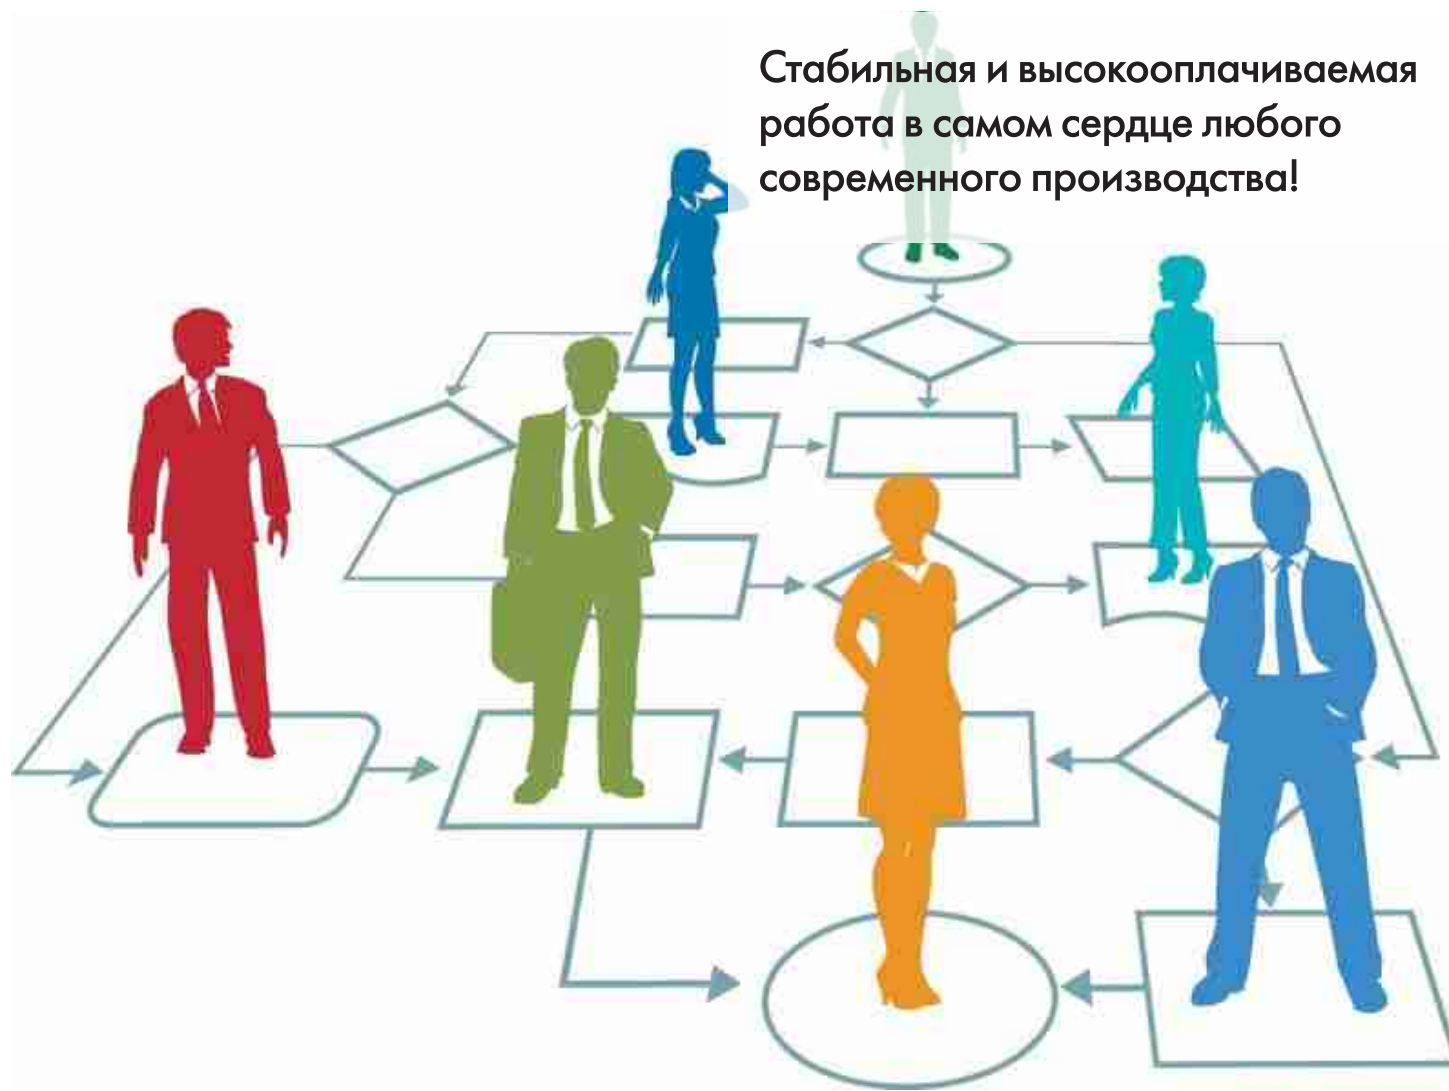 Стабильная и высокооплачиваемая
работа в самом сердце любого
современного производства!